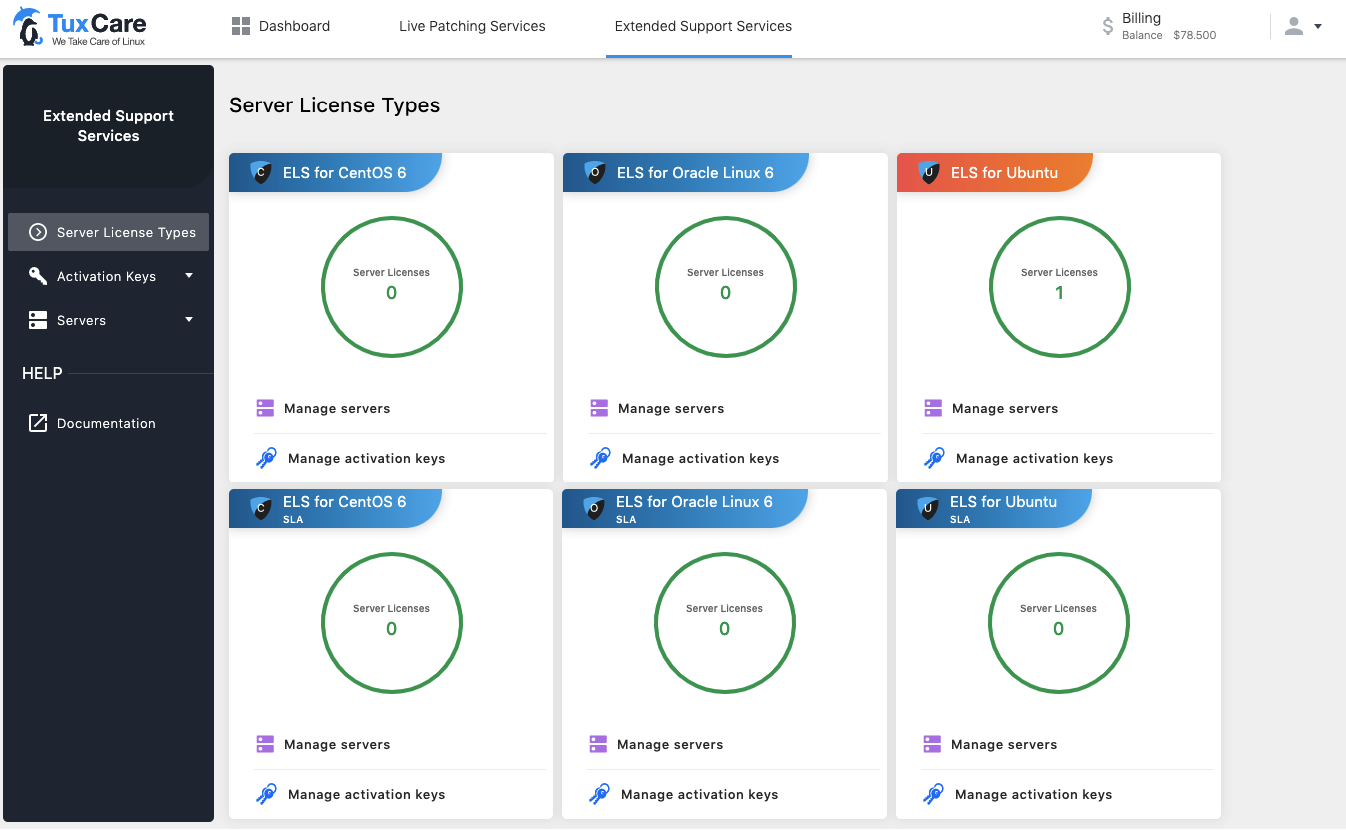 TuxCare
We Take Care of Linux
Dashboard
Live Patching Services
Extended Support Services
Billing
Balance $78.500
Extended Support
Services
Server License Types
Activation Keys
Servers
HELP
Documentation
Server License Types
C ELS for CentOS 6
Server Licenses
0
Manage servers
Manage activation keys
O ELS for Oracle Linux 6
Server Licenses
0
Manage servers
Manage activation keys
U ELS for Ubuntu
Server Licenses
1
Manage servers
Manage activation keys
C ELS for CentOS 6
SLA
Server Licenses
0
Manage servers
Manage activation keys
O ELS for Oracle Linux 6
SLA
Server Licenses
0
Manage servers
Manage activation keys
U ELS for Ubuntu
SLA
Server Licenses
0
Manage servers
Manage activation keys